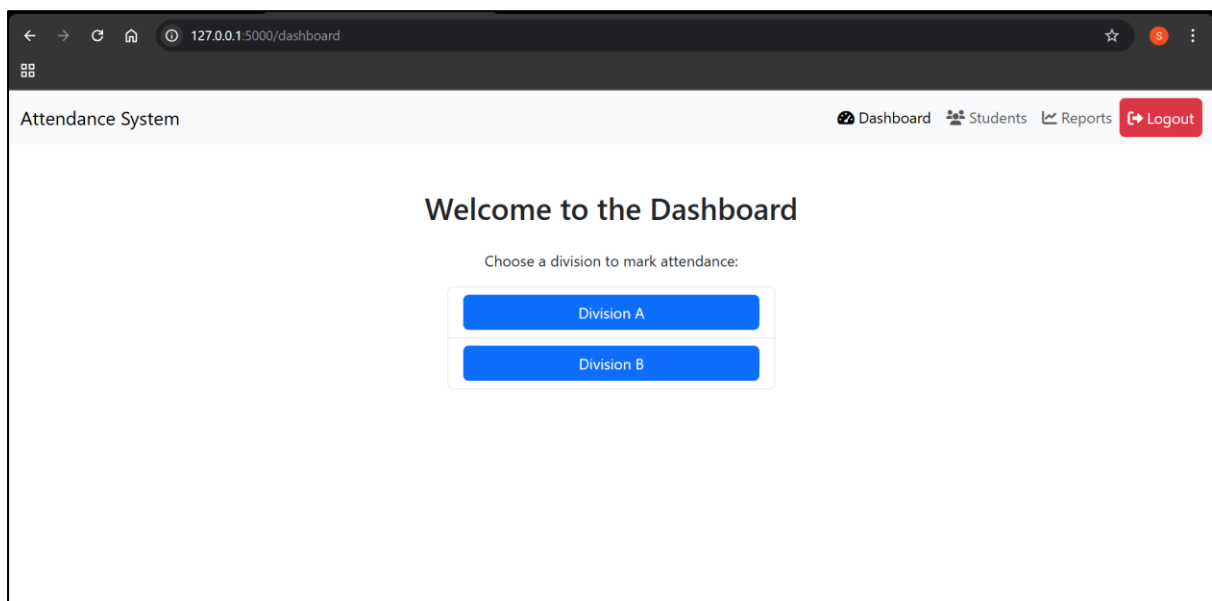 127.0.0.1:5000/dashboard
S
Attendance System
Dashboard Students Reports Logout
Welcome to the Dashboard
Choose a division to mark attendance:
Division A
Division B